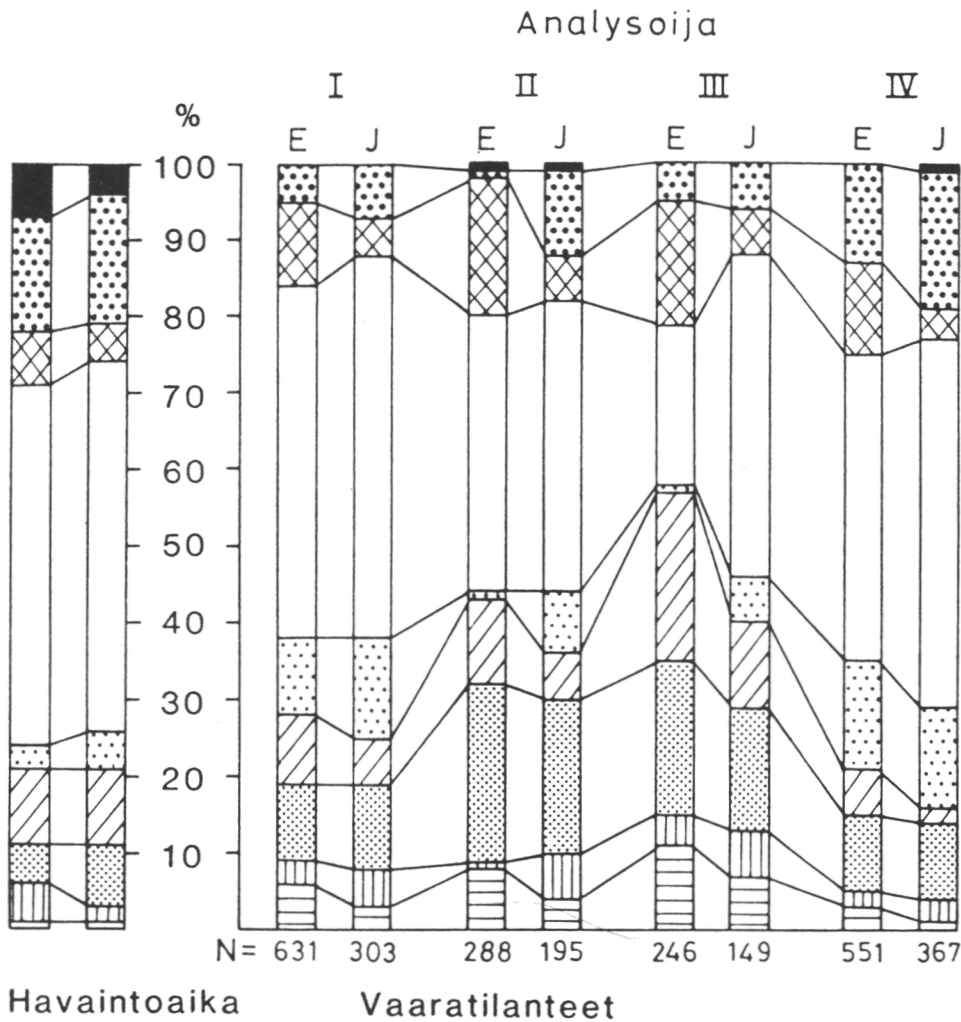 Analysoija
I II III IV
%
E J E J E J E J
100
90
80
70
60
50
40
30
20
10
N= 631 303 288 195 246 149 551 367
Havaintoaika Vaaratilanteet